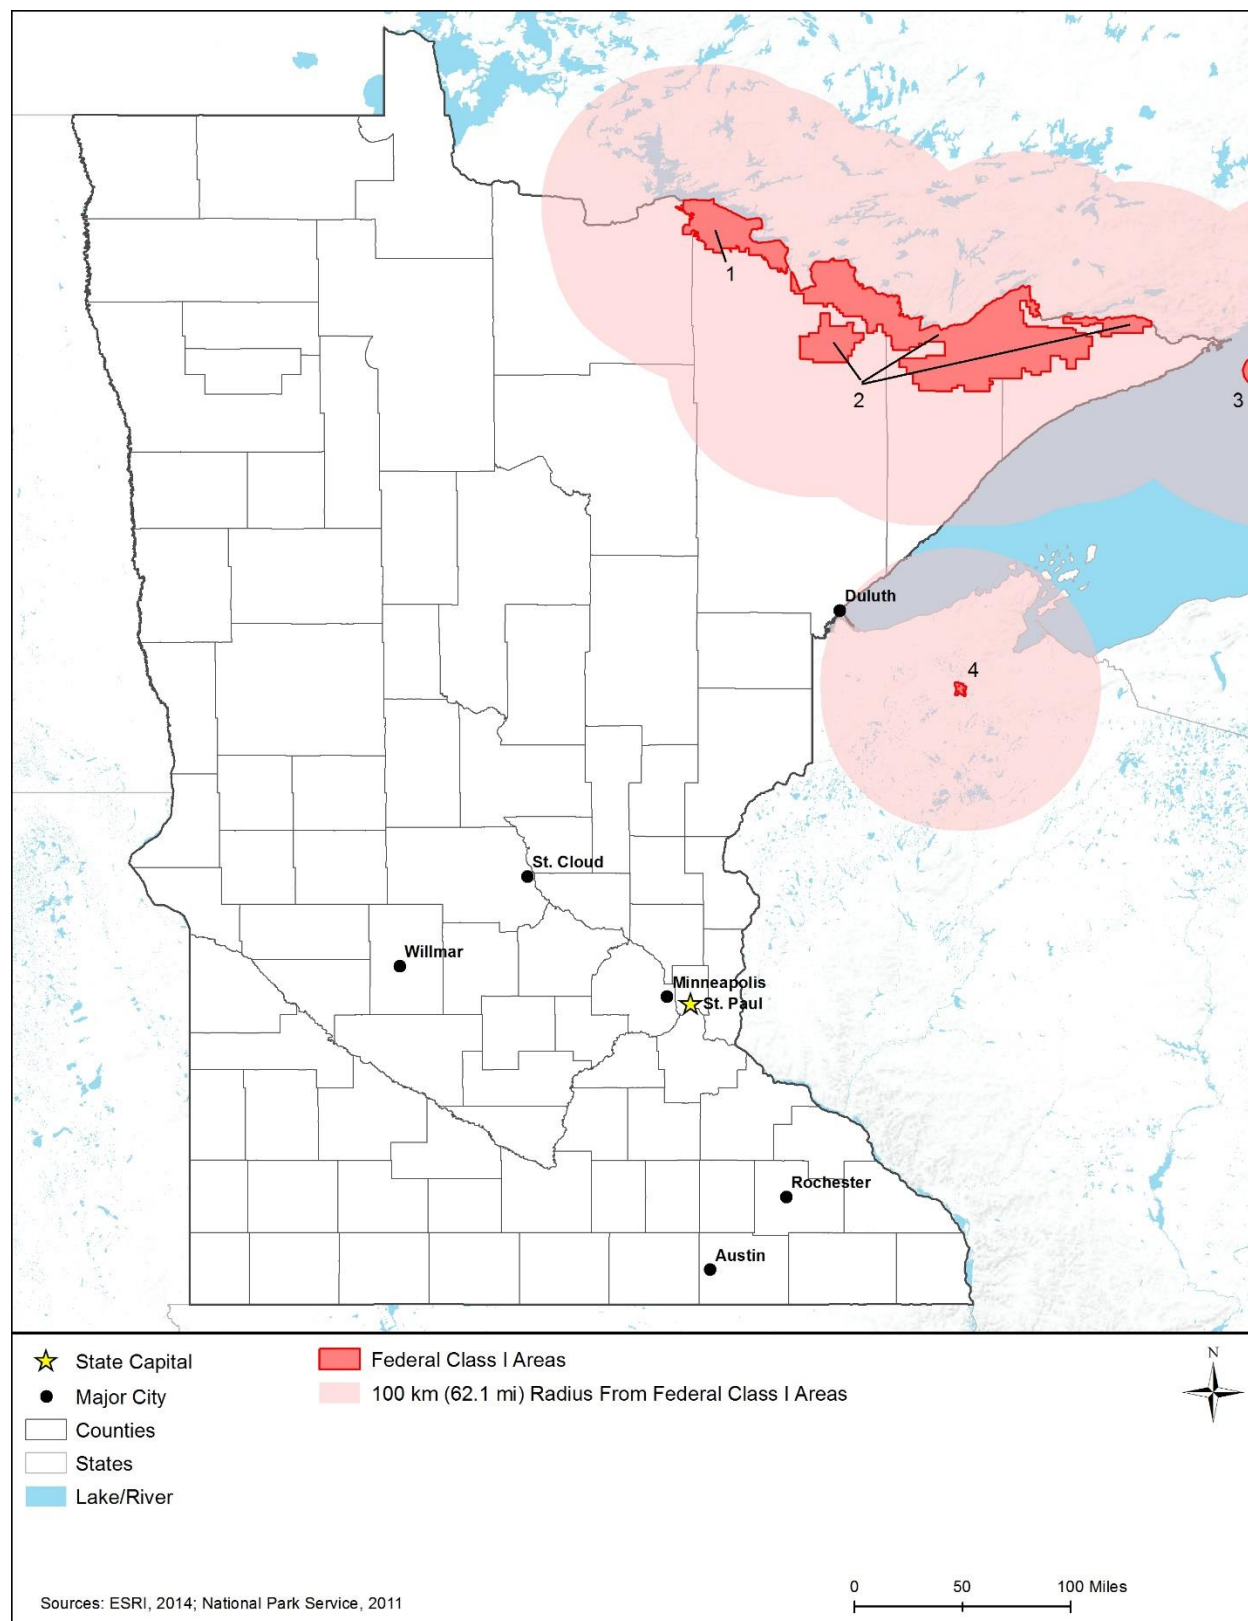 1
2
3
Duluth
4
St. Cloud
Willmar
Minneapolis
St. Paul
Rochester
Austin
State Capital
Major City
Counties
States
Lake/River
Federal Class I Areas
100 km (62.1 mi) Radius From Federal Class I Areas
N
Sources: ESRI, 2014; National Park Service, 2011
0 50 100 Miles